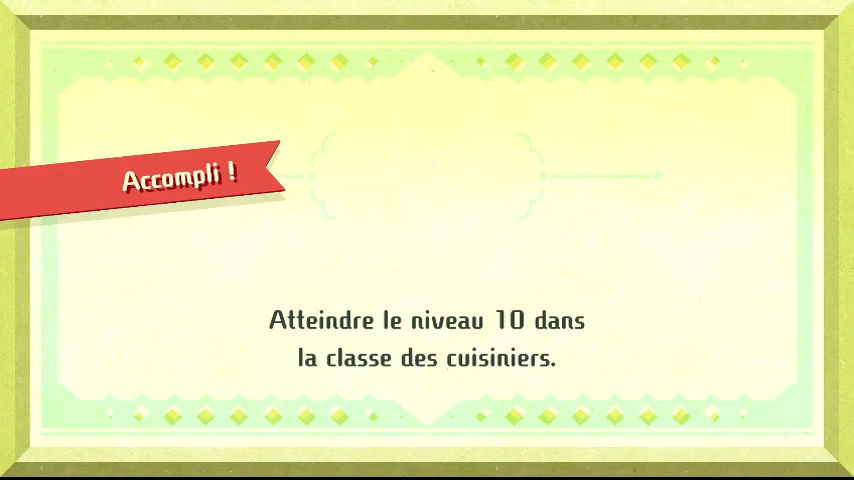 Accompli !
Atteindre le niveau 10 dans
la classe des cuisiniers.